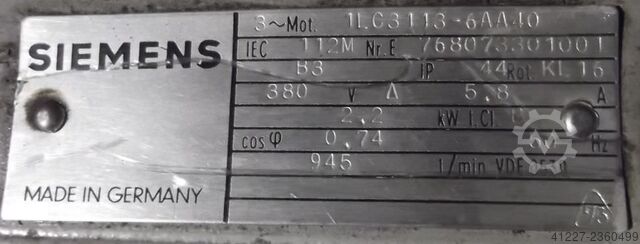 3~Mot. 1LC3113-6AA40
SIEMENS
IEC 112M Nr.E 768073301001
B3 IP 44 Rot. KL 16
380 V Δ 5.8 A
2.2 kW I.Cl.
cos φ 0.74 Hz
945 1/min VDE
MADE IN GERMANY
41227-2360499